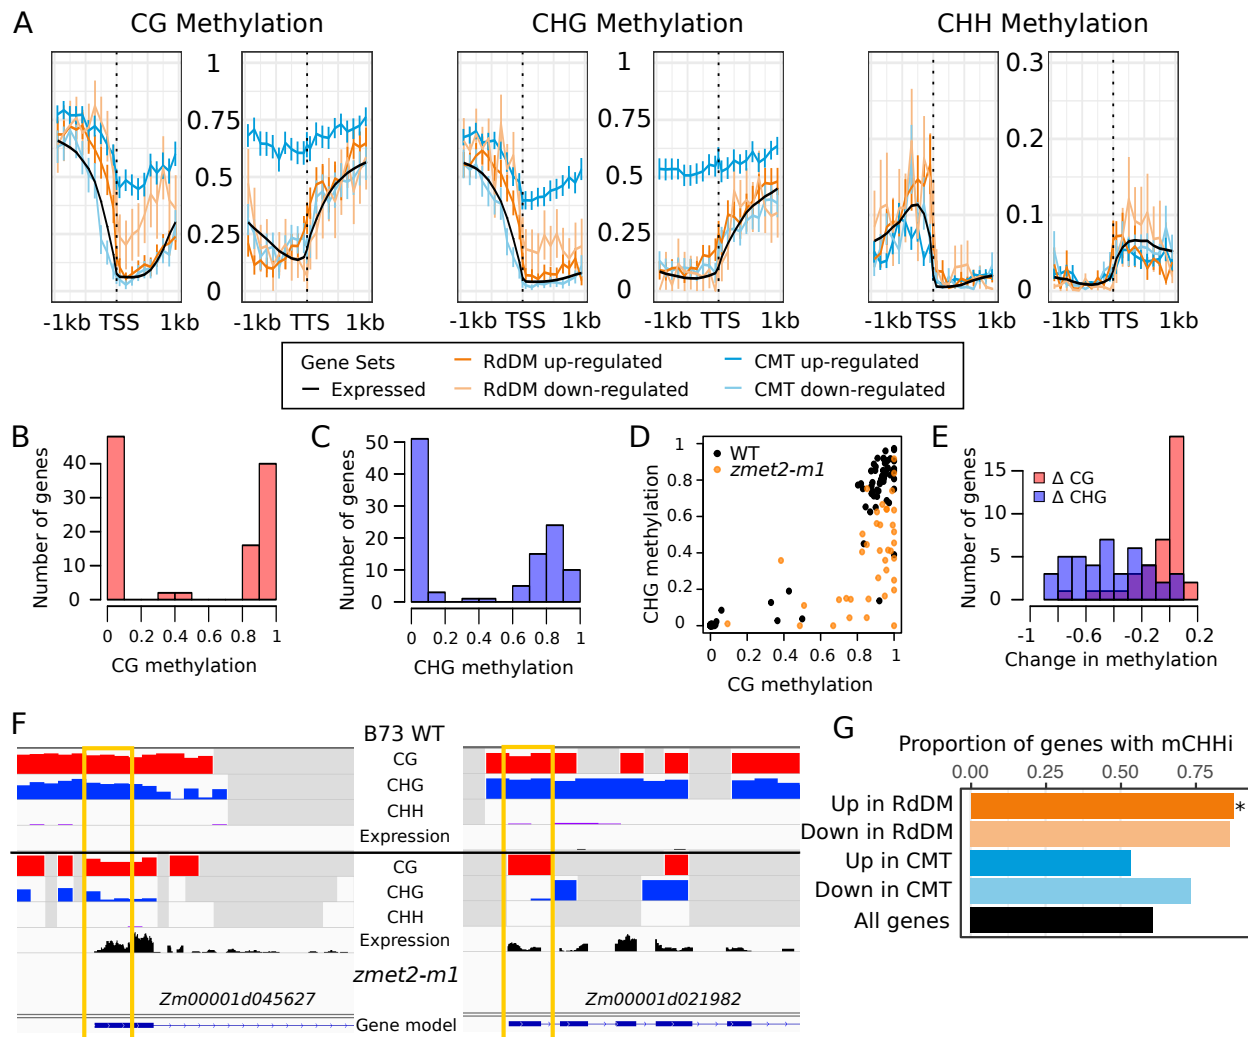 A
CG Methylation
CHG Methylation
CHH Methylation
1
0.75
0.5
0.25
0
1
0.75
0.5
0.25
0
0.3
0.2
0.1
0
-1kb TSS 1kb
-1kb TTS 1kb
-1kb TSS 1kb
-1kb TTS 1kb
-1kb TSS 1kb
-1kb TTS 1kb
Gene Sets
Expressed
RdDM up-regulated
RdDM down-regulated
CMT up-regulated
CMT down-regulated
B
Number of genes
40
30
20
10
0
0 0.2 0.4 0.6 0.8 1
CG methylation
C
Number of genes
50
40
30
20
10
0
0 0.2 0.4 0.6 0.8 1
CHG methylation
D
CHG methylation
1
0.8
0.6
0.4
0.2
0
WT
zmet2-m1
0 0.2 0.4 0.6 0.8 1
CG methylation
E
Number of genes
15
10
5
0
Δ CG
Δ CHG
-1 -0.6 -0.2 0.2
Change in methylation
F
B73 WT
CG
CHG
CHH
Expression
CG
CHG
CHH
Expression
zmet2-m1
Zm00001d045627
Zm00001d021982
Gene model
G
Proportion of genes with mCHHi
0.00 0.25 0.50 0.75
Up in RdDM *
Down in RdDM
Up in CMT
Down in CMT
All genes